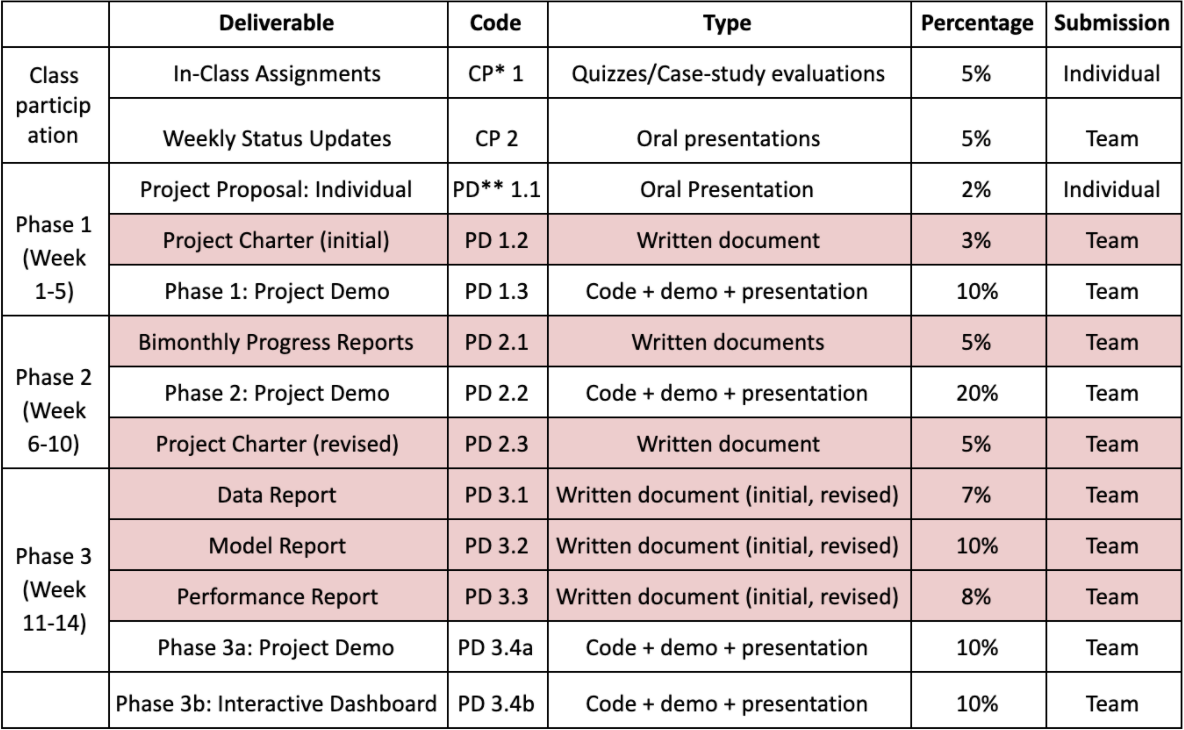 Deliverable Code Type Percentage Submission
Class
particip
ation
In-Class Assignments CP* 1 Quizzes/Case-study evaluations 5% Individual
Weekly Status Updates CP 2 Oral presentations 5% Team
Phase 1
(Week
1-5)
Project Proposal: Individual PD** 1.1 Oral Presentation 2% Individual
Project Charter (initial) PD 1.2 Written document 3% Team
Phase 1: Project Demo PD 1.3 Code + demo + presentation 10% Team
Phase 2
(Week
6-10)
Bimonthly Progress Reports PD 2.1 Written documents 5% Team
Phase 2: Project Demo PD 2.2 Code + demo + presentation 20% Team
Project Charter (revised) PD 2.3 Written document 5% Team
Phase 3
(Week
11-14)
Data Report PD 3.1 Written document (initial, revised) 7% Team
Model Report PD 3.2 Written document (initial, revised) 10% Team
Performance Report PD 3.3 Written document (initial, revised) 8% Team
Phase 3a: Project Demo PD 3.4a Code + demo + presentation 10% Team
Phase 3b: Interactive Dashboard PD 3.4b Code + demo + presentation 10% Team